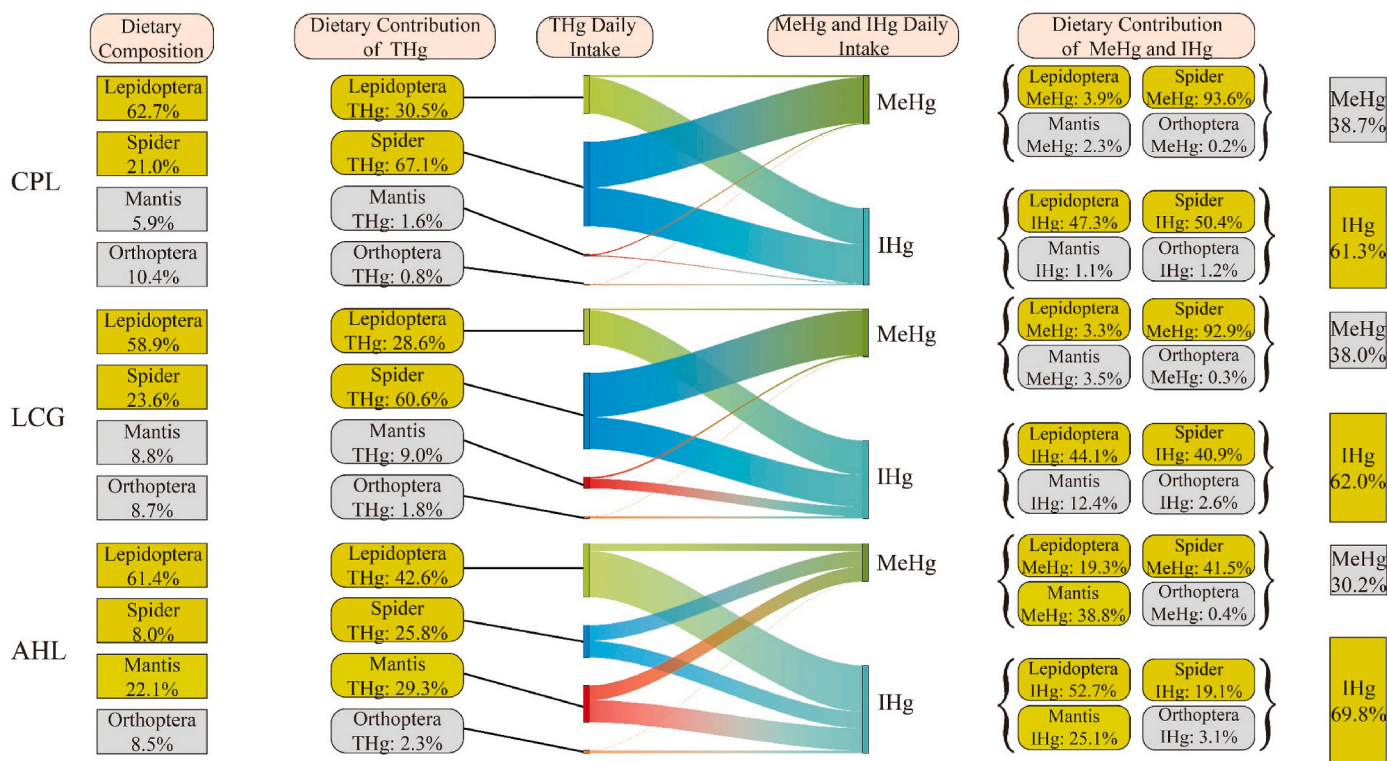 Dietary
Composition
Dietary Contribution
of THg
THg Daily
Intake
MeHg and IHg Daily
Intake
Dietary Contribution
of MeHg and IHg
CPL
Lepidoptera
62.7%
Spider
21.0%
Mantis
5.9%
Orthoptera
10.4%
Lepidoptera
THg: 30.5%
Spider
THg: 67.1%
Mantis
THg: 1.6%
Orthoptera
THg: 0.8%
MeHg
IHg
Lepidoptera
MeHg: 3.9%
Spider
MeHg: 93.6%
Mantis
MeHg: 2.3%
Orthoptera
MeHg: 0.2%
Lepidoptera
IHg: 47.3%
Spider
IHg: 50.4%
Mantis
IHg: 1.1%
Orthoptera
IHg: 1.2%
MeHg
38.7%
IHg
61.3%
LCG
Lepidoptera
58.9%
Spider
23.6%
Mantis
8.8%
Orthoptera
8.7%
Lepidoptera
THg: 28.6%
Spider
THg: 60.6%
Mantis
THg: 9.0%
Orthoptera
THg: 1.8%
MeHg
IHg
Lepidoptera
MeHg: 3.3%
Spider
MeHg: 92.9%
Mantis
MeHg: 3.5%
Orthoptera
MeHg: 0.3%
Lepidoptera
IHg: 44.1%
Spider
IHg: 40.9%
Mantis
IHg: 12.4%
Orthoptera
IHg: 2.6%
MeHg
38.0%
IHg
62.0%
AHL
Lepidoptera
61.4%
Spider
8.0%
Mantis
22.1%
Orthoptera
8.5%
Lepidoptera
THg: 42.6%
Spider
THg: 25.8%
Mantis
THg: 29.3%
Orthoptera
THg: 2.3%
MeHg
IHg
Lepidoptera
MeHg: 19.3%
Spider
MeHg: 41.5%
Mantis
MeHg: 38.8%
Orthoptera
MeHg: 0.4%
Lepidoptera
IHg: 52.7%
Spider
IHg: 19.1%
Mantis
IHg: 25.1%
Orthoptera
IHg: 3.1%
MeHg
30.2%
IHg
69.8%